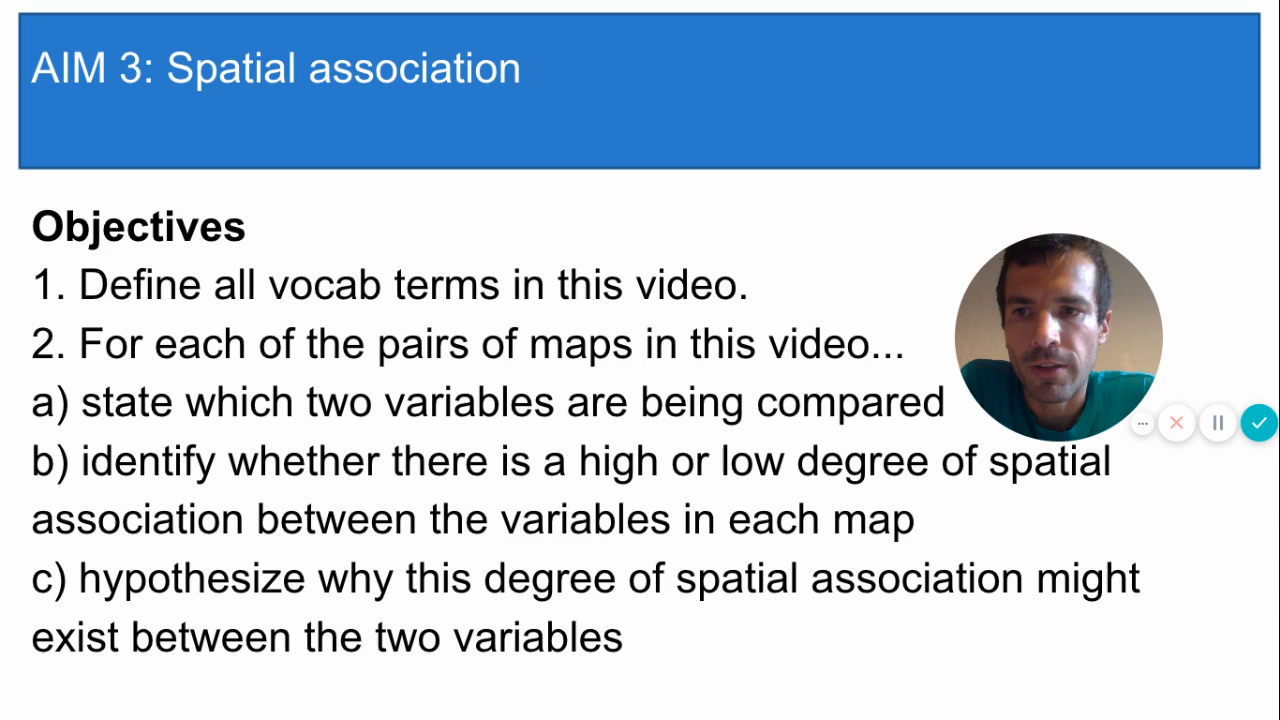 AIM 3: Spatial association
Objectives
1. Define all vocab terms in this video.
2. For each of the pairs of maps in this video...
a) state which two variables are being compared
b) identify whether there is a high or low degree of spatial
association between the variables in each map
c) hypothesize why this degree of spatial association might
exist between the two variables